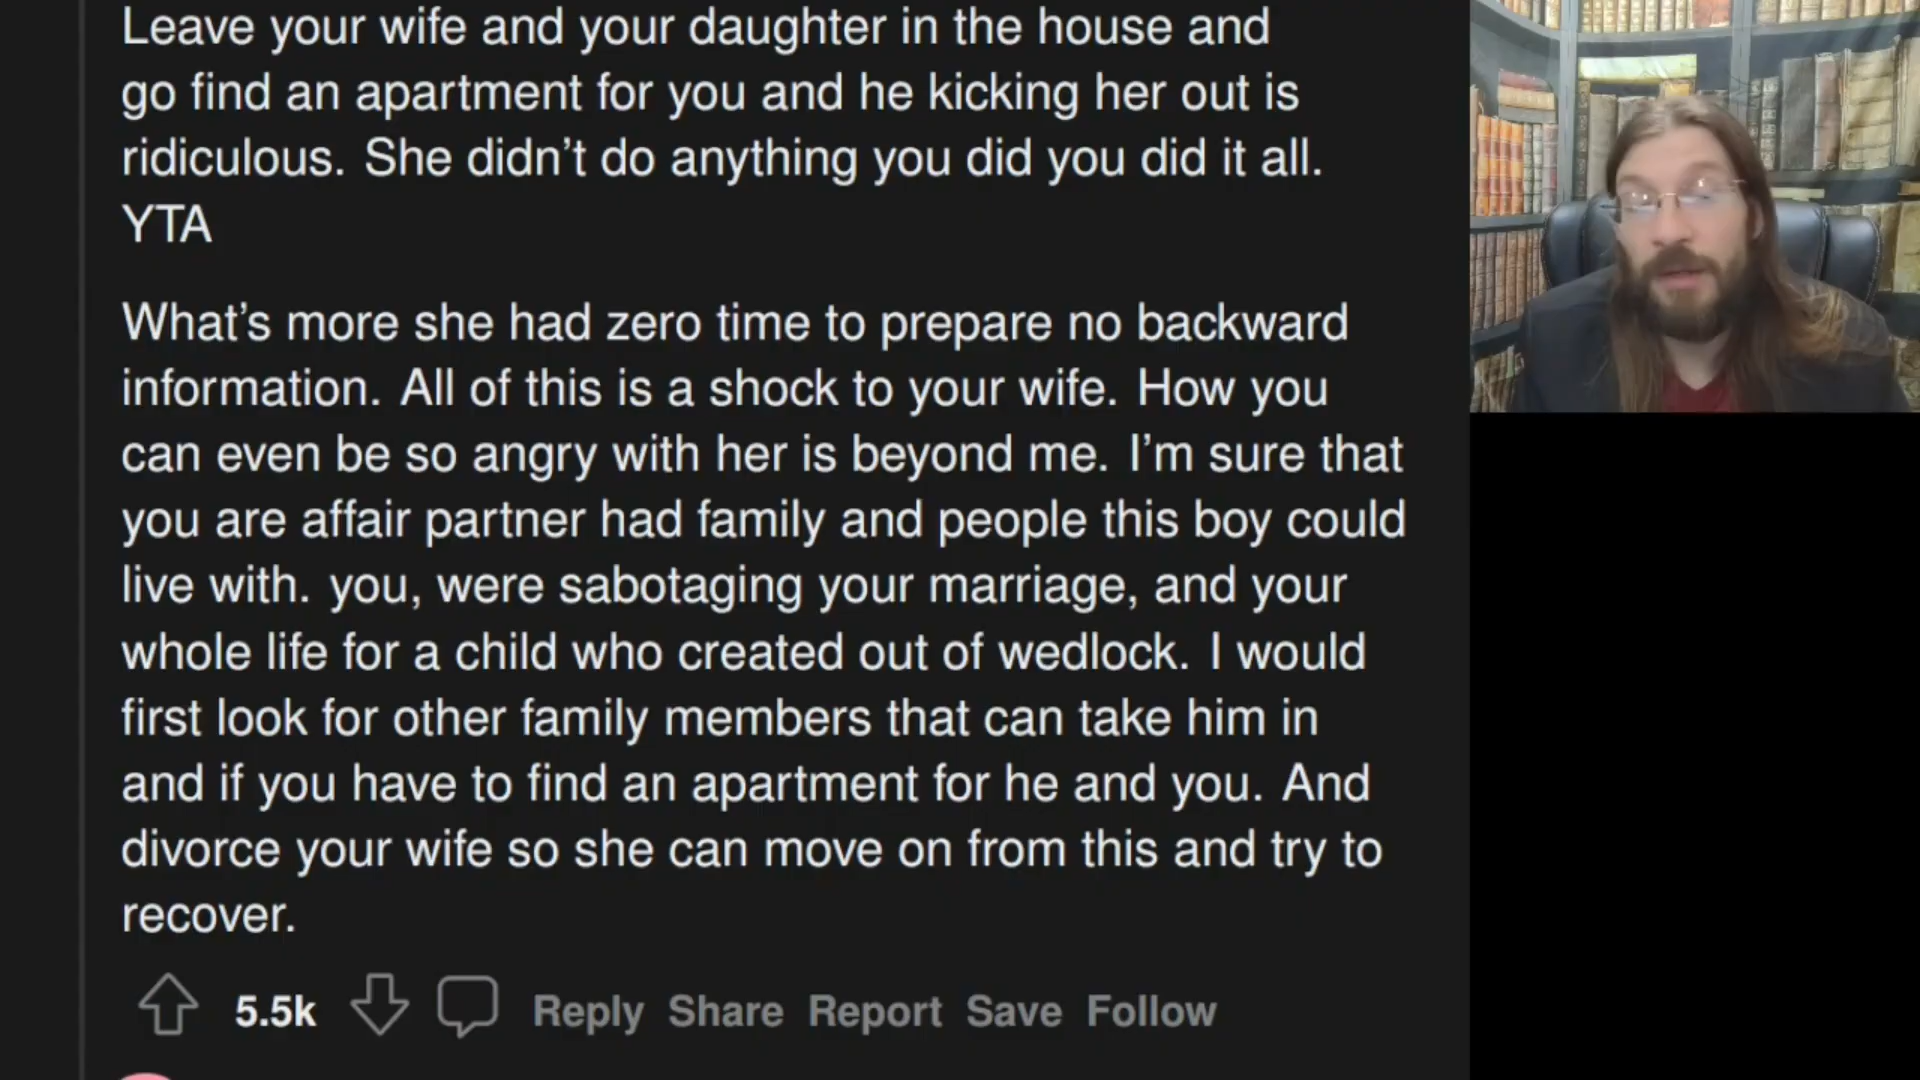 Leave your wife and your daughter in the house and
go find an apartment for you and he kicking her out is
ridiculous. She didn’t do anything you did you did it all.
YTA
What’s more she had zero time to prepare no backward
information. All of this is a shock to your wife. How you
can even be so angry with her is beyond me. I’m sure that
you are affair partner had family and people this boy could
live with. you, were sabotaging your marriage, and your
whole life for a child who created out of wedlock. I would
first look for other family members that can take him in
and if you have to find an apartment for he and you. And
divorce your wife so she can move on from this and try to
recover.
5.5k Reply Share Report Save Follow